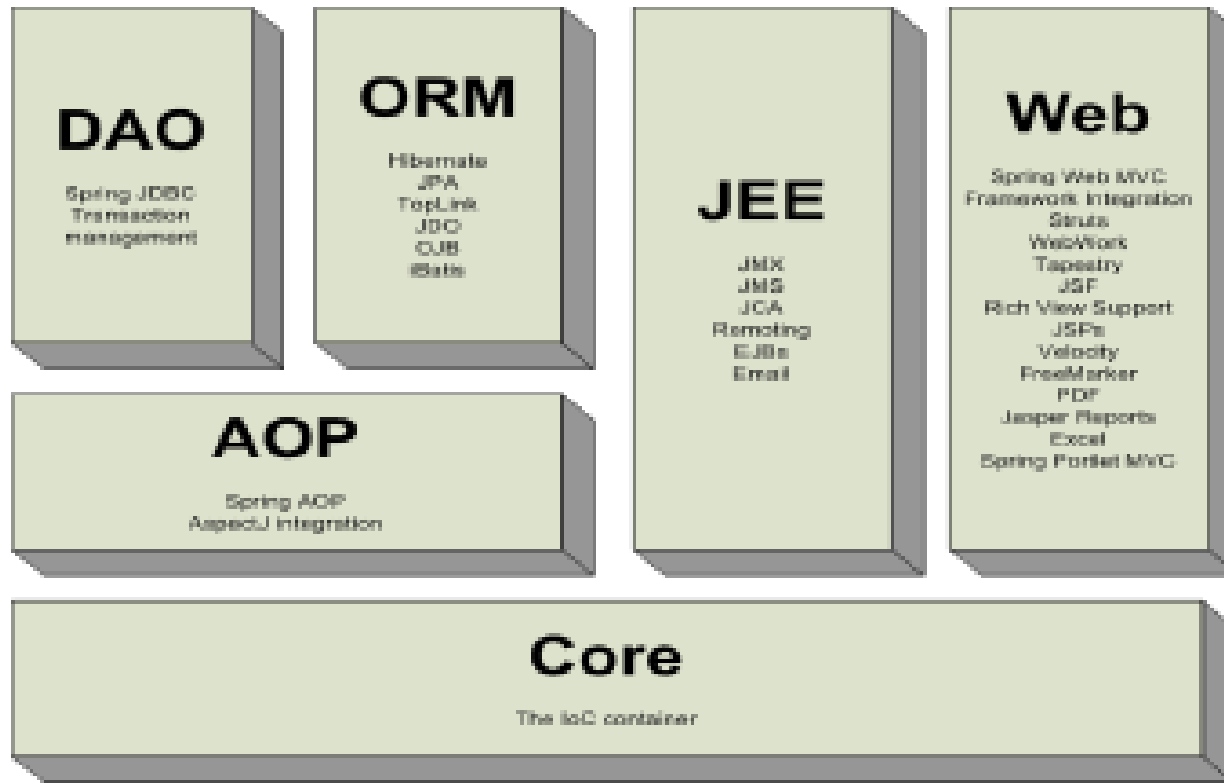 DAO
Spring JDBC
Transaction
management
ORM
Hibernate
JPA
TopLink
JDO
OJB
iBatis
JEE
JMX
JMS
JCA
Remoting
EJBs
Email
Web
Spring Web MVC
Framework Integration
Struts
WebWork
Tapestry
JSF
Rich View Support
JSPs
Velocity
FreeMarker
PDF
Jasper Reports
Excel
Spring Portlet MVC
AOP
Spring AOP
AspectJ integration
Core
The IoC container